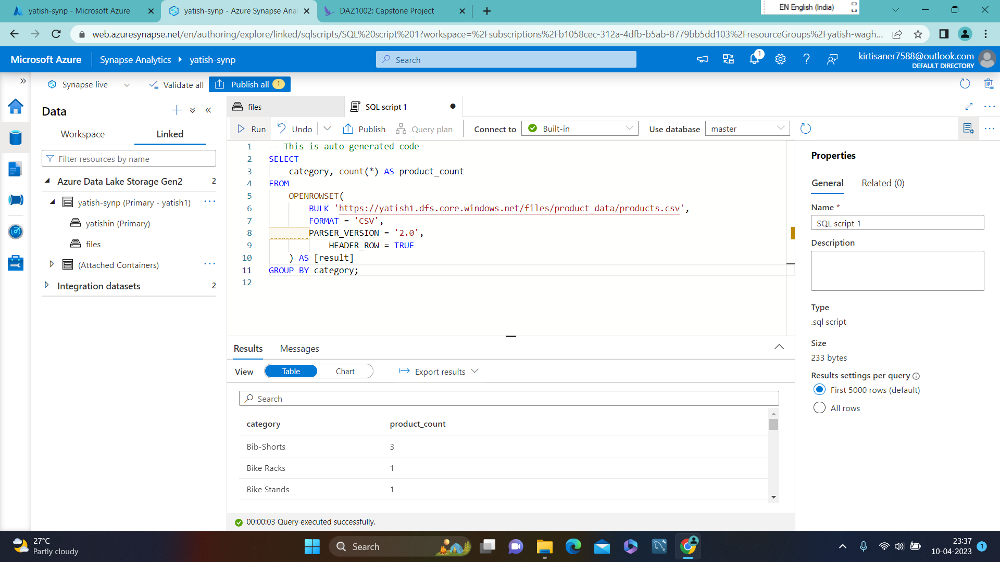 yatish-synp - Microsoft Azure
yatish-synp - Azure Synapse Anal
DAZ1002: Capstone Project
EN English (India)
web.azuresynapse.net/en/authoring/explore/linked/sqlscripts/SQL%20script%201?workspace=%2Fsubscriptions%2Fb1058cec-312a-4dfb-b5ab-8779bb5dd103%2FresourceGroups%2Fyatish-wagh...
Microsoft Azure
Synapse Analytics
yatish-synp
Search
1
kirtisaner7588@outlook.com
DEFAULT DIRECTORY
Synapse live
Validate all
Publish all 1
Data
Workspace
Linked
Filter resources by name
Azure Data Lake Storage Gen2 2
yatish-synp (Primary - yatish1)
yatishin (Primary)
files
(Attached Containers)
Integration datasets 2
files
SQL script 1
Run
Undo
Publish
Query plan
Connect to
Built-in
Use database
master
1 -- This is auto-generated code
2 SELECT
3 category, count(*) AS product_count
4 FROM
5 OPENROWSET(
6 BULK 'https://yatish1.dfs.core.windows.net/files/product_data/products.csv',
7 FORMAT = 'CSV',
8 PARSER_VERSION = '2.0',
9 HEADER_ROW = TRUE
10 ) AS [result]
11 GROUP BY category;
12
Results
Messages
View
Table
Chart
Export results
Search
category product_count
Bib-Shorts 3
Bike Racks 1
Bike Stands 1
00:00:03 Query executed successfully.
Properties
General
Related (0)
Name *
SQL script 1
Description
Type
.sql script
Size
233 bytes
Results settings per query
First 5000 rows (default)
All rows
27°C
Partly cloudy
Search
23:37
10-04-2023
1